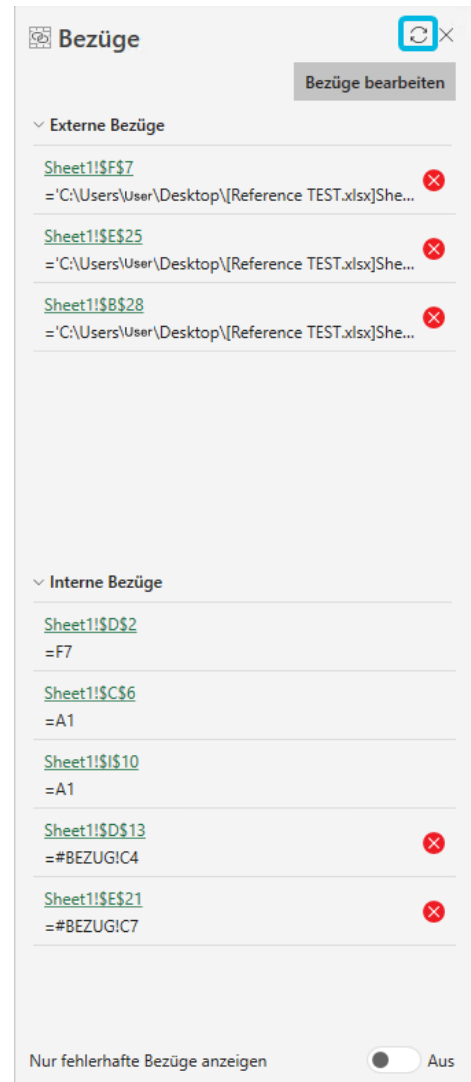 Bezüge
Bezüge bearbeiten
Externe Bezüge
Sheet1!$F$7
='C:\Users\User\Desktop\[Reference TEST.xlsx]She...
Sheet1!$E$25
='C:\Users\User\Desktop\[Reference TEST.xlsx]She...
Sheet1!$B$28
='C:\Users\User\Desktop\[Reference TEST.xlsx]She...
Interne Bezüge
Sheet1!$D$2
=F7
Sheet1!$C$6
=A1
Sheet1!$I$10
=A1
Sheet1!$D$13
=#BEZUG!C4
Sheet1!$E$21
=#BEZUG!C7
Nur fehlerhafte Bezüge anzeigen Aus